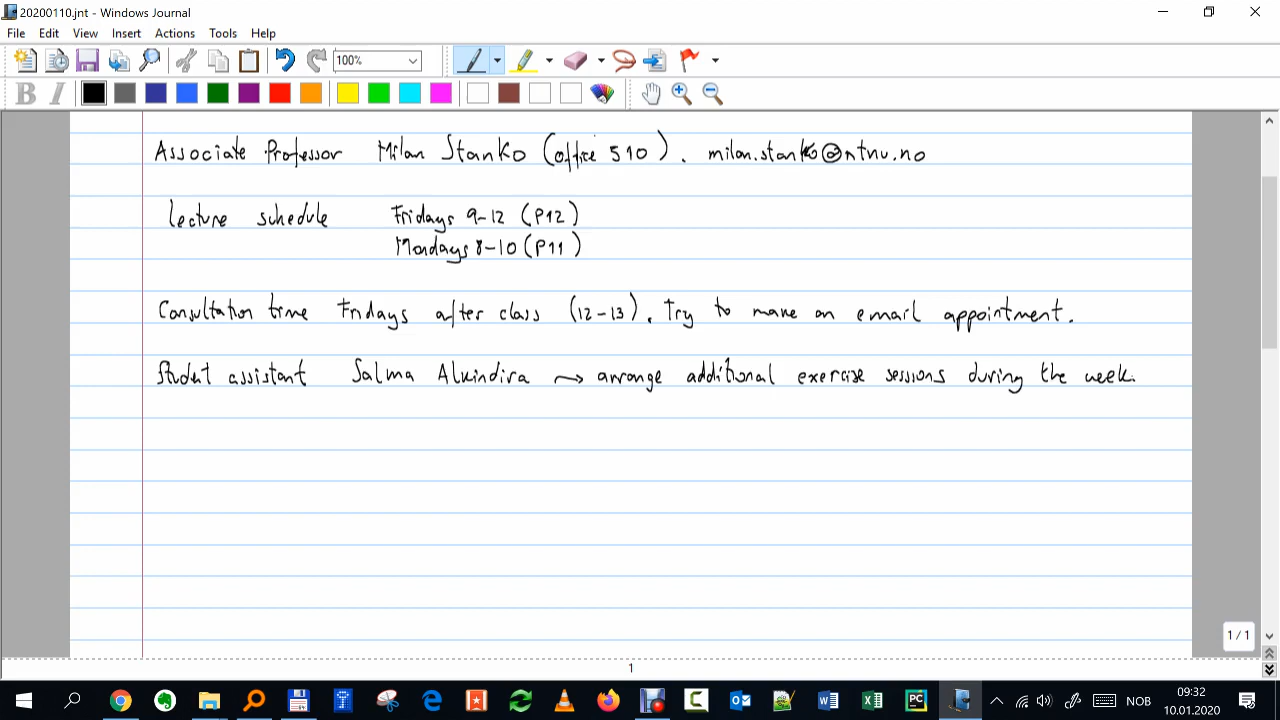 20200110.jnt - Windows Journal
File Edit View Insert Actions Tools Help
100%
B I
Associate Professor Milan Stanko (office 510). milan.stanko@ntnu.no
Lecture schedule Fridays 9-12 (P12)
Mondays 8-10 (P11)
Consultation time Fridays after class (12-13). Try to make an email appointment.
Student assistant Salma Alkindira → arrange additional exercise sessions during the week.
1 / 1
1
NOB
09:32
10.01.2020